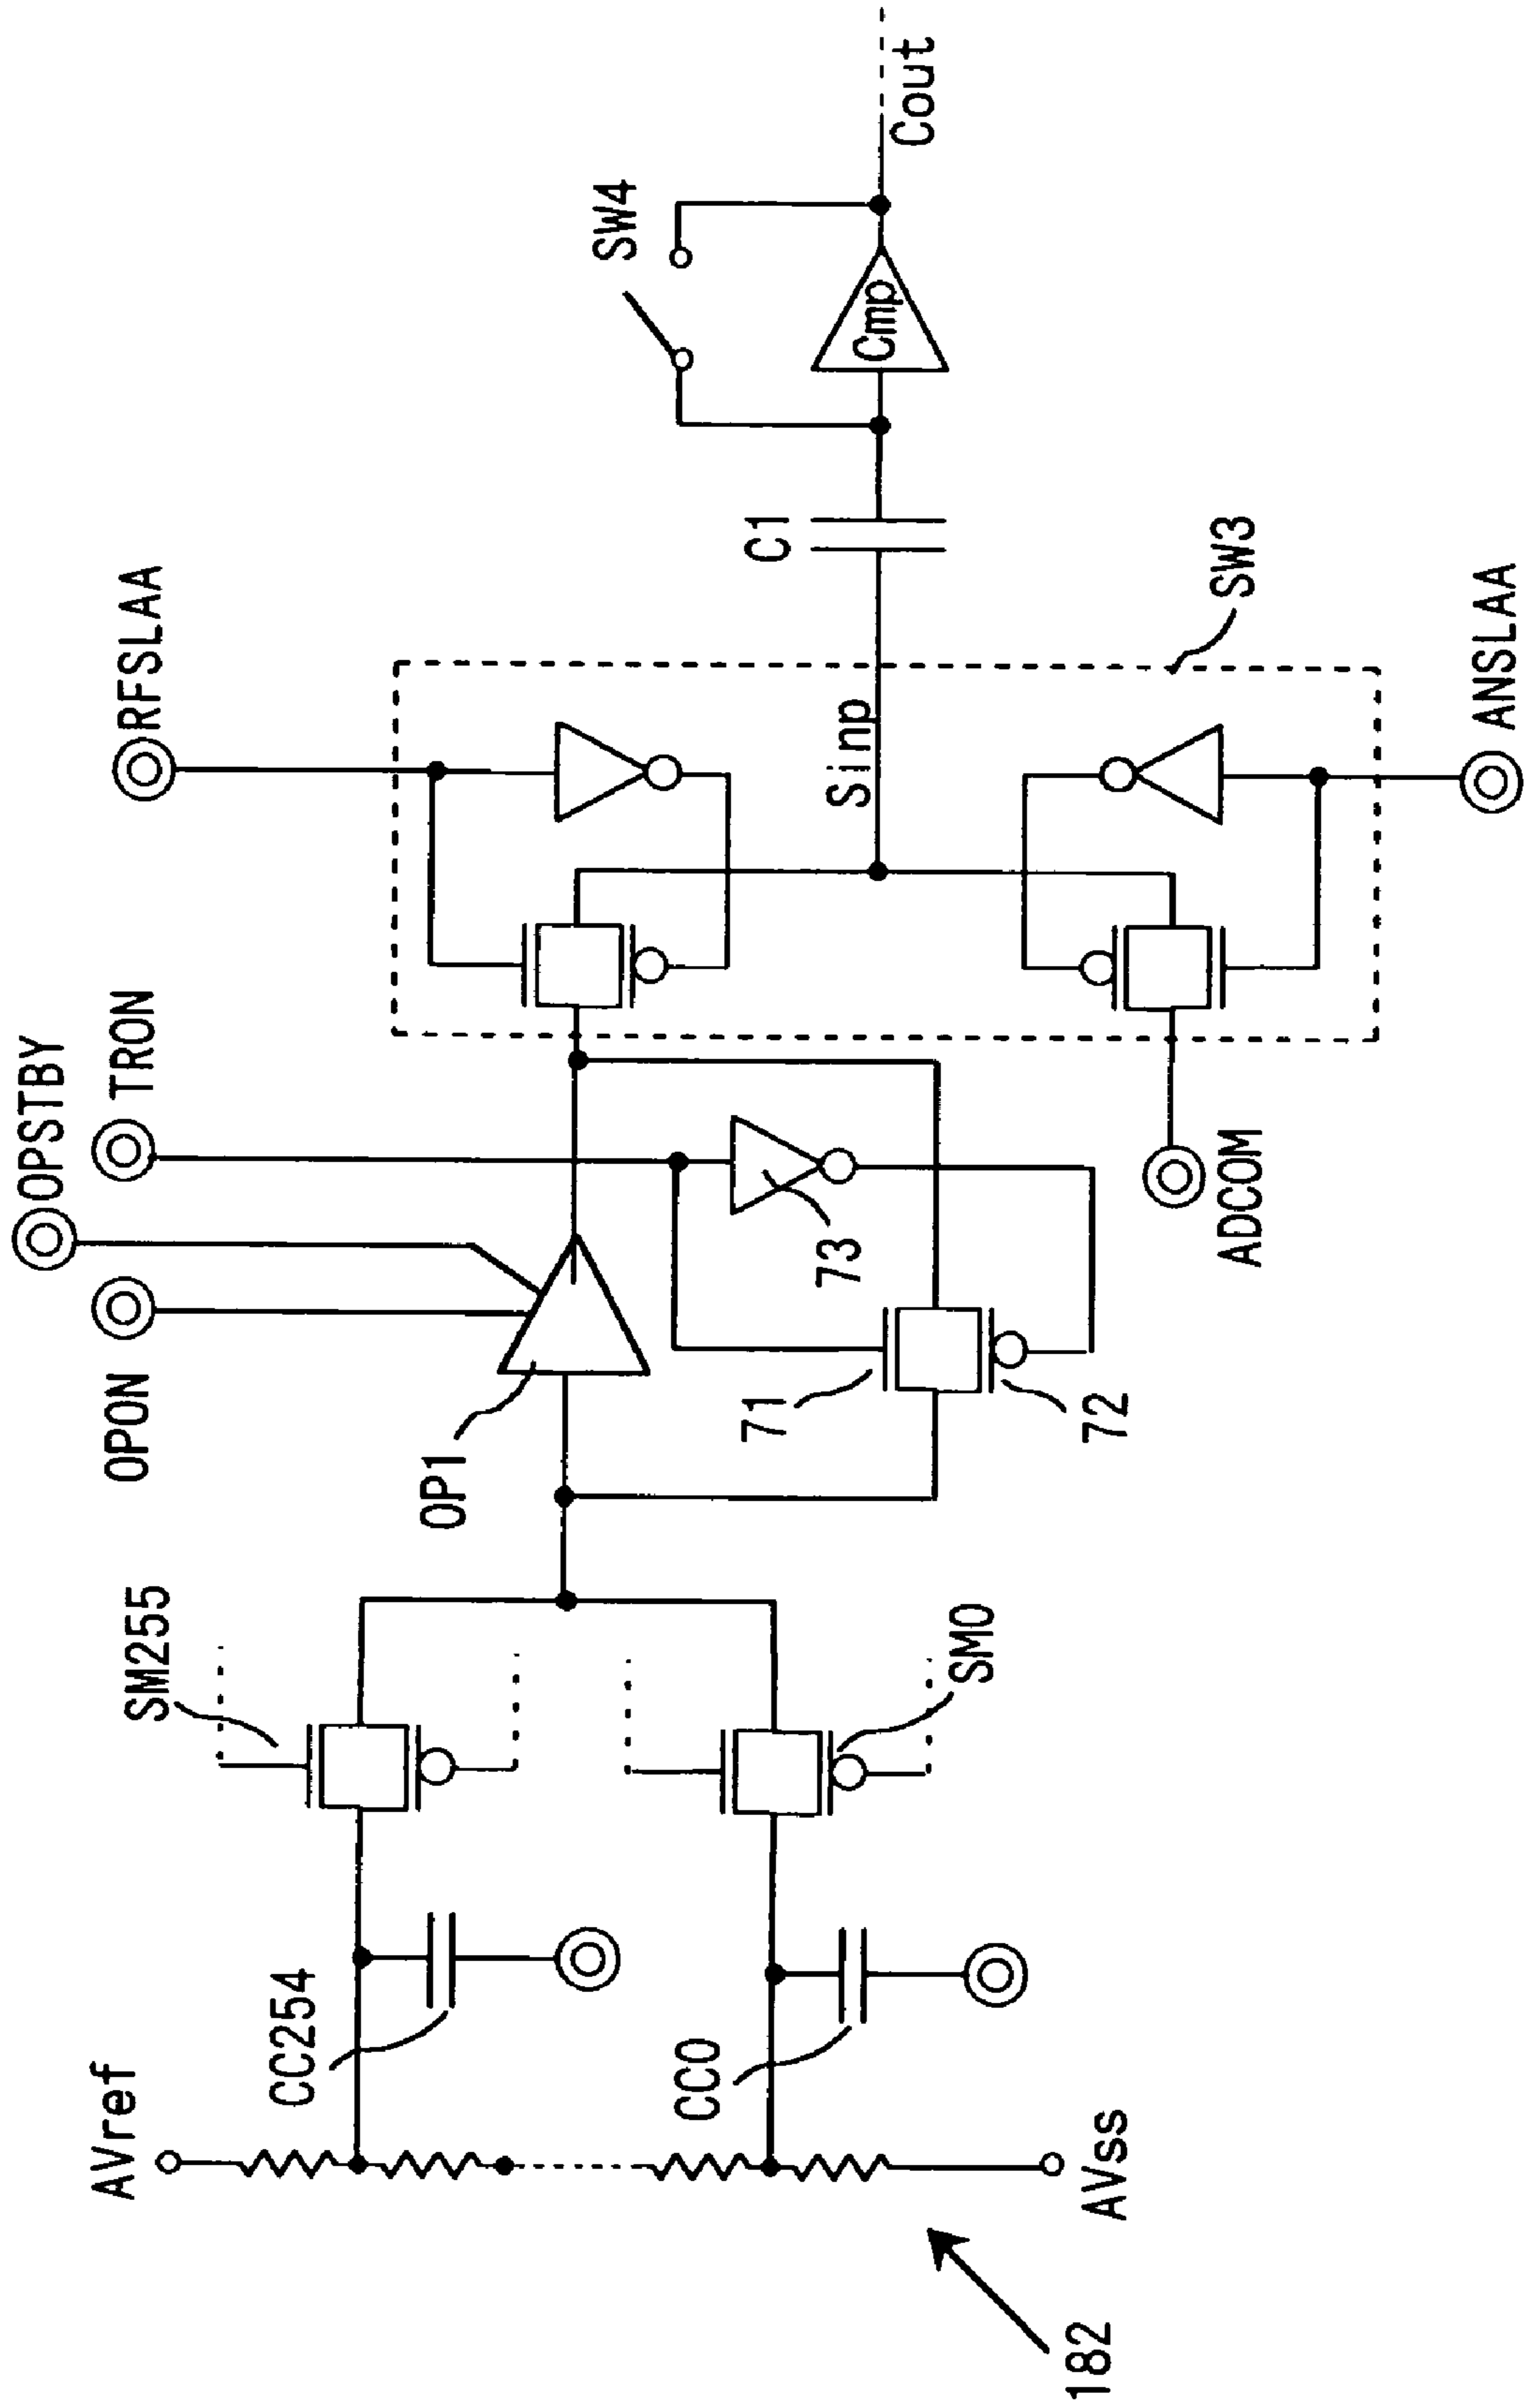 OPSTBY
OPON
TRON
RFSLAA
AVref
SM255
CC254
OP1
SW4
C1
Cmp
Cout
Sinp
73
71
72
CC0
SM0
ADCOM
SW3
AVss
ANSLAA
182